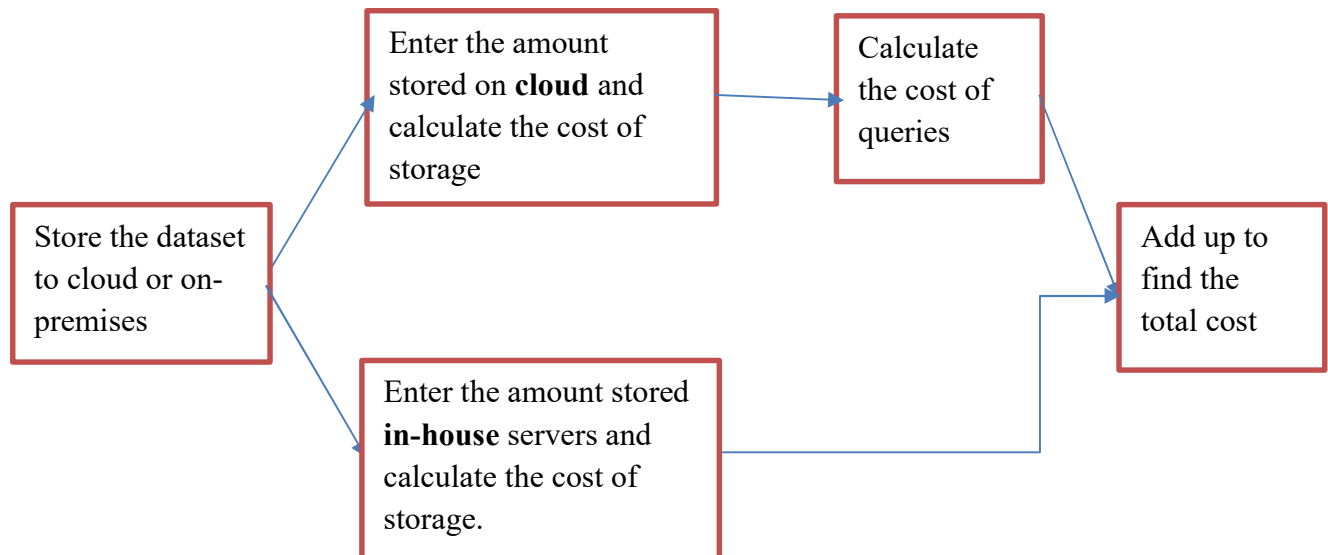 Enter the amount
stored on cloud and
calculate the cost of
storage
Calculate
the cost of
queries
Store the dataset
to cloud or on-
premises
Add up to
find the
total cost
Enter the amount stored
in-house servers and
calculate the cost of
storage.